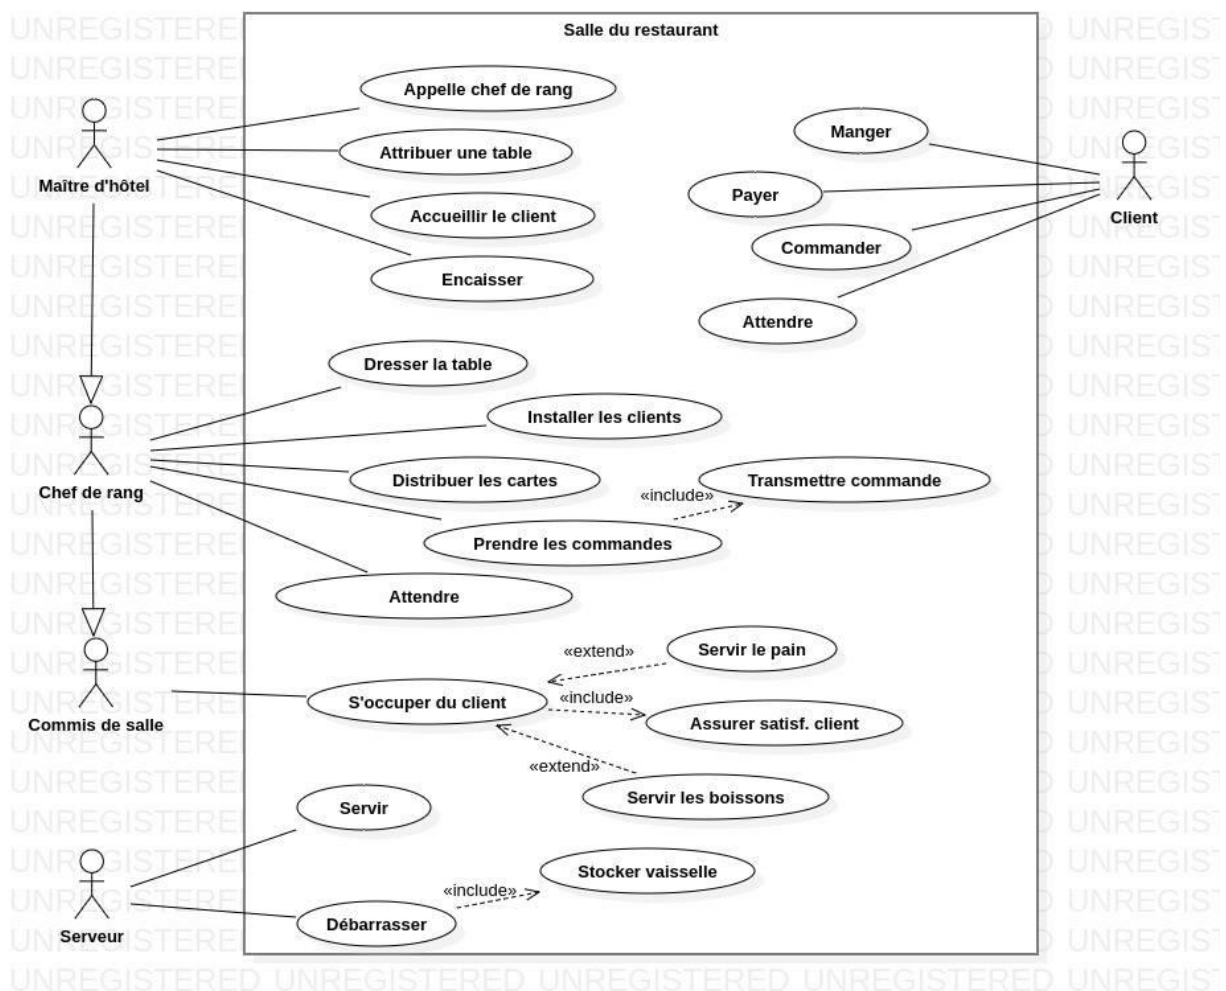 Salle du restaurant
Appelle chef de rang
Attribuer une table
Accueillir le client
Encaisser
Maître d'hôtel
Manger
Payer
Commander
Attendre
Client
Dresser la table
Installer les clients
Distribuer les cartes
«include»
Transmettre commande
Prendre les commandes
Attendre
Chef de rang
Servir le pain
«extend»
S'occuper du client
«include»
Assurer satisf. client
«extend»
Servir les boissons
Commis de salle
Servir
Stocker vaisselle
«include»
Débarrasser
Serveur
UNREGISTERED UNREGISTERED UNREGISTERED UNREGISTERED UNREGIST